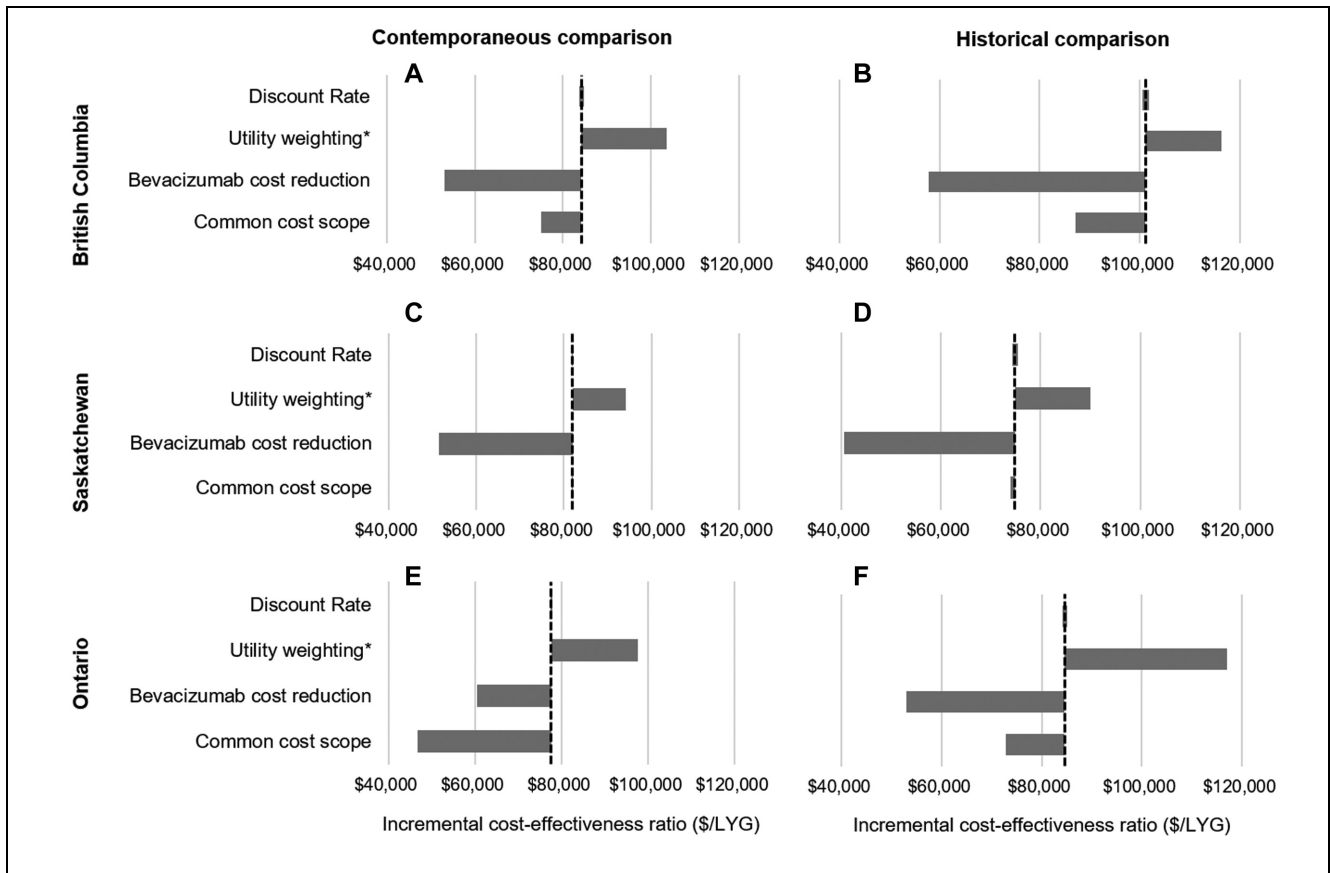 Contemporaneous comparison
Historical comparison
British Columbia
A
Discount Rate
Utility weighting*
Bevacizumab cost reduction
Common cost scope
$40,000 $60,000 $80,000 $100,000 $120,000
B
$40,000 $60,000 $80,000 $100,000 $120,000
Saskatchewan
C
Discount Rate
Utility weighting*
Bevacizumab cost reduction
Common cost scope
$40,000 $60,000 $80,000 $100,000 $120,000
D
$40,000 $60,000 $80,000 $100,000 $120,000
Ontario
E
Discount Rate
Utility weighting*
Bevacizumab cost reduction
Common cost scope
$40,000 $60,000 $80,000 $100,000 $120,000
Incremental cost-effectiveness ratio ($/LYG)
F
$40,000 $60,000 $80,000 $100,000 $120,000
Incremental cost-effectiveness ratio ($/LYG)